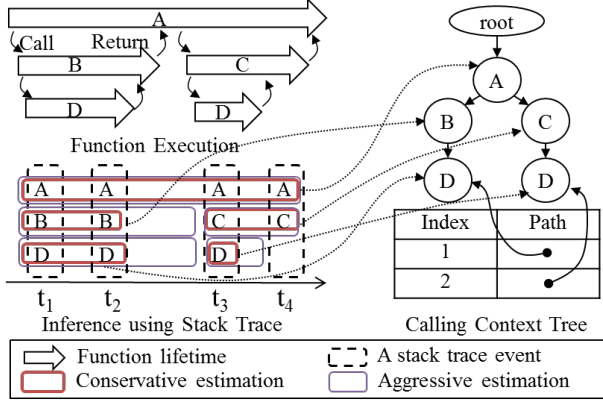 A
Call
Return
B
C
D
D
Function Execution
A A A A
B B C C
D D D
t1 t2 t3 t4
Inference using Stack Trace
root
A
B C
D D
Index Path
1
2
Calling Context Tree
Function lifetime
A stack trace event
Conservative estimation
Aggressive estimation